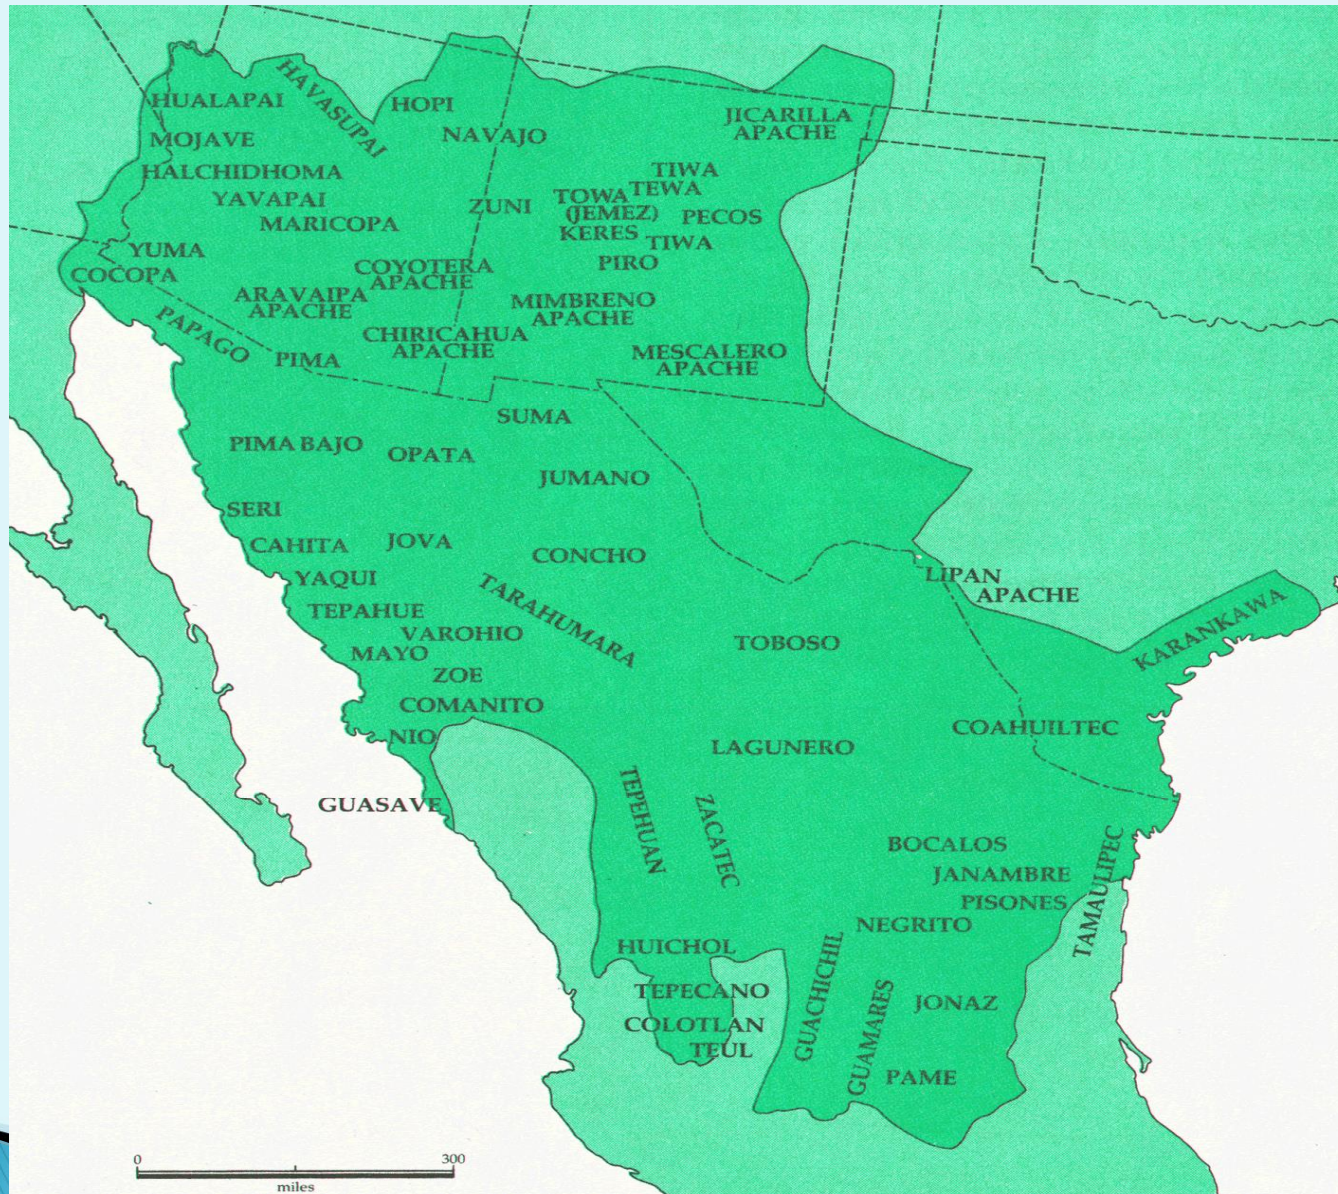 HUALAPAI
HAVASUPAI
HOPI
NAVAJO
JICARILLA
APACHE
MOJAVE
HALCHIDHOMA
YAVAPAI
MARICOPA
ZUNI
TIWA
TEWA
TOWA
(JEMEZ)
PECOS
KERES
TIWA
PIRO
YUMA
COCOPA
COYOTERA
APACHE
ARAVAIPA
APACHE
MIMBRENO
APACHE
PAPAGO
PIMA
CHIRICAHUA
APACHE
MESCALERO
APACHE
SUMA
PIMA BAJO
OPATA
JUMANO
SERI
CAHITA
JOVA
CONCHO
YAQUI
TARAHUMARA
LIPAN
APACHE
KARANKAWA
TEPAHUE
VAROHIO
MAYO
TOBOSO
ZOE
COMANITO
NIO
LAGUNERO
COAHUILTEC
GUASAVE
TEPEHUAN
ZACATEC
BOCALOS
JANAMBRE
PISONES
TAMAULIPEC
NEGRITO
HUICHOL
GUACHICHIL
TEPECANO
COLOTLAN
TEUL
GUAMARES
JONAZ
PAME
0 300
miles